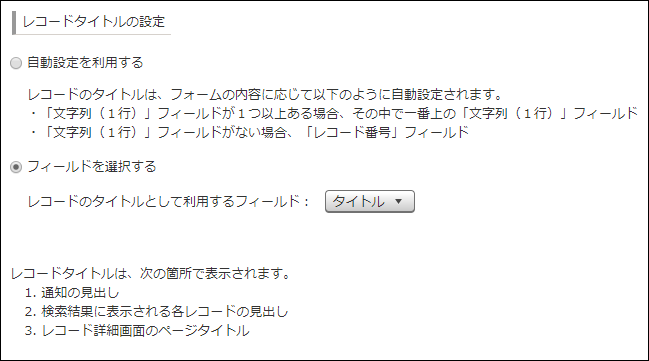 レコードタイトルの設定
自動設定を利用する
レコードのタイトルは、フォームの内容に応じて以下のように自動設定されます。
・「文字列（１行）」フィールドが１つ以上ある場合、その中で一番上の「文字列（１行）」フィールド
・「文字列（１行）」フィールドがない場合、「レコード番号」フィールド
フィールドを選択する
レコードのタイトルとして利用するフィールド： タイトル
レコードタイトルは、次の箇所で表示されます。
1. 通知の見出し
2. 検索結果に表示される各レコードの見出し
3. レコード詳細画面のページタイトル